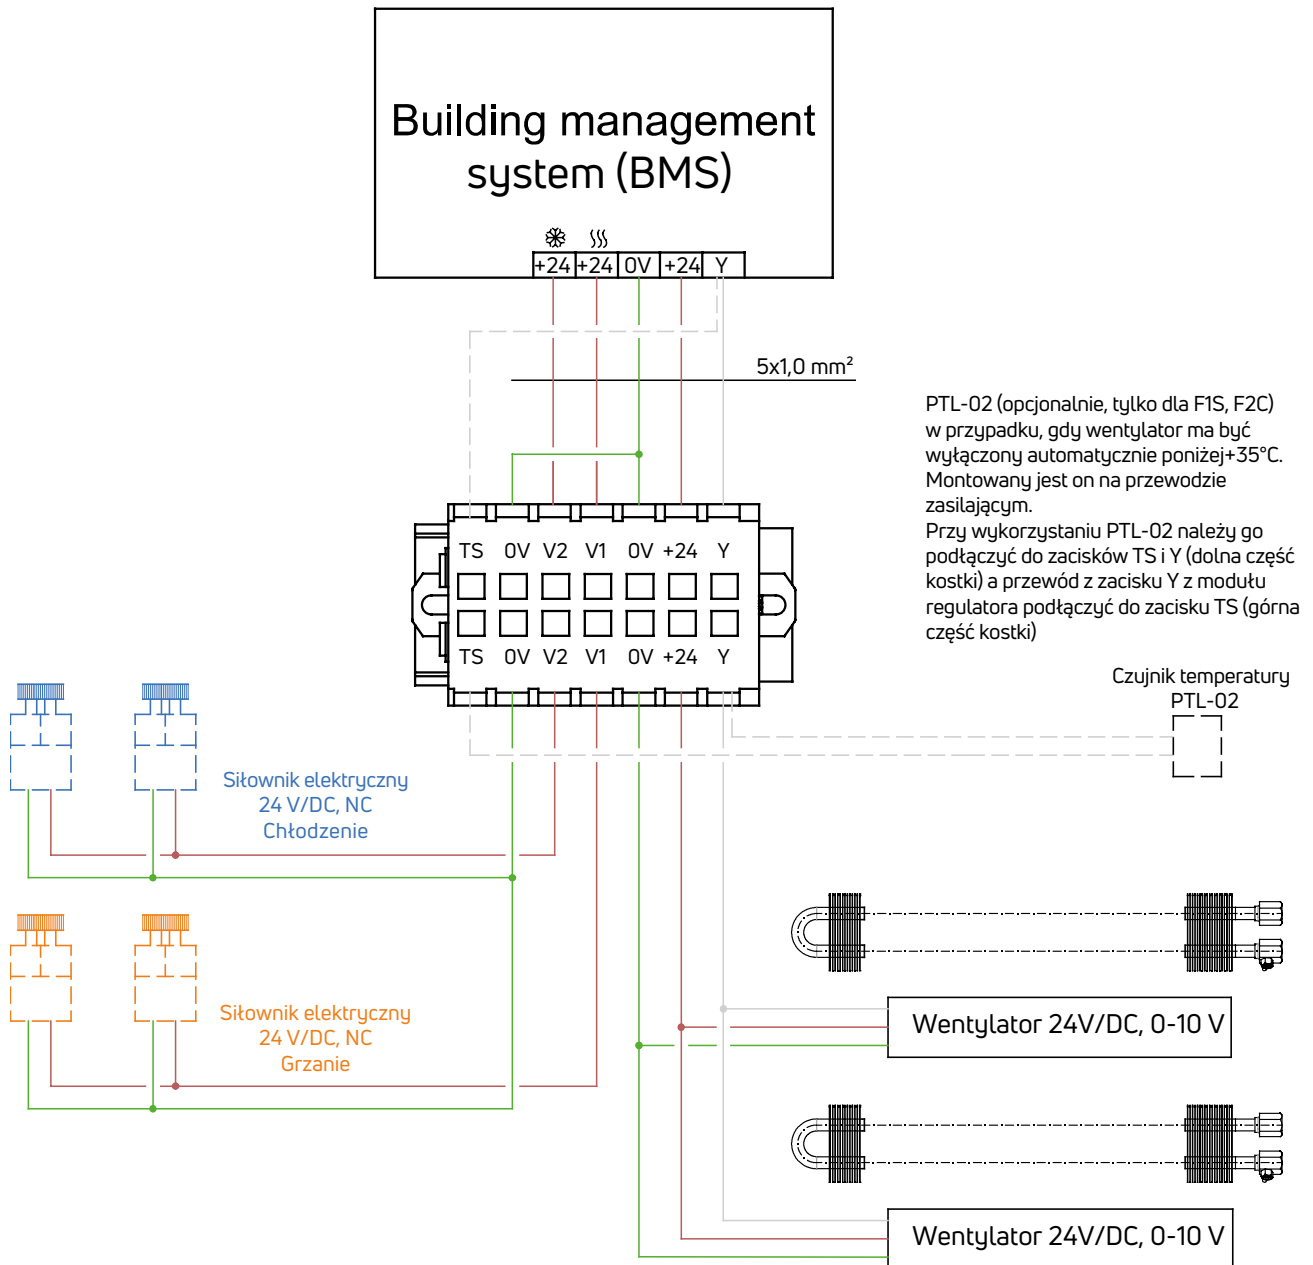 Building management
system (BMS)
+24 +24 0V +24 Y
5x1,0 mm²
PTL-02 (opcjonalnie, tylko dla F1S, F2C)
w przypadku, gdy wentylator ma być
wyłączony automatycznie poniżej+35°C.
Montowany jest on na przewodzie
zasilającym.
Przy wykorzystaniu PTL-02 należy go
podłączyć do zacisków TS i Y (dolna część
kostki) a przewód z zacisku Y z modułu
regulatora podłączyć do zacisku TS (górna
część kostki)
TS 0V V2 V1 0V +24 Y
TS 0V V2 V1 0V +24 Y
Czujnik temperatury
PTL-02
Siłownik elektryczny
24 V/DC, NC
Chłodzenie
Siłownik elektryczny
24 V/DC, NC
Grzanie
Wentylator 24V/DC, 0-10 V
Wentylator 24V/DC, 0-10 V